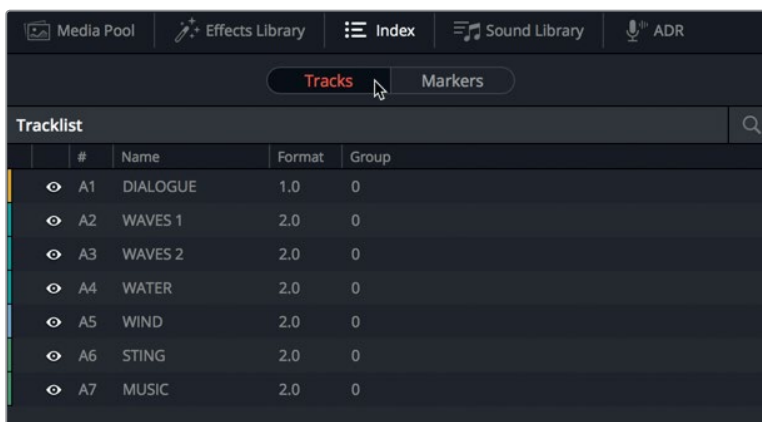 Media Pool Effects Library Index Sound Library ADR
Tracks Markers
Tracklist
# Name Format Group
A1 DIALOGUE 1.0 0
A2 WAVES 1 2.0 0
A3 WAVES 2 2.0 0
A4 WATER 2.0 0
A5 WIND 2.0 0
A6 STING 2.0 0
A7 MUSIC 2.0 0